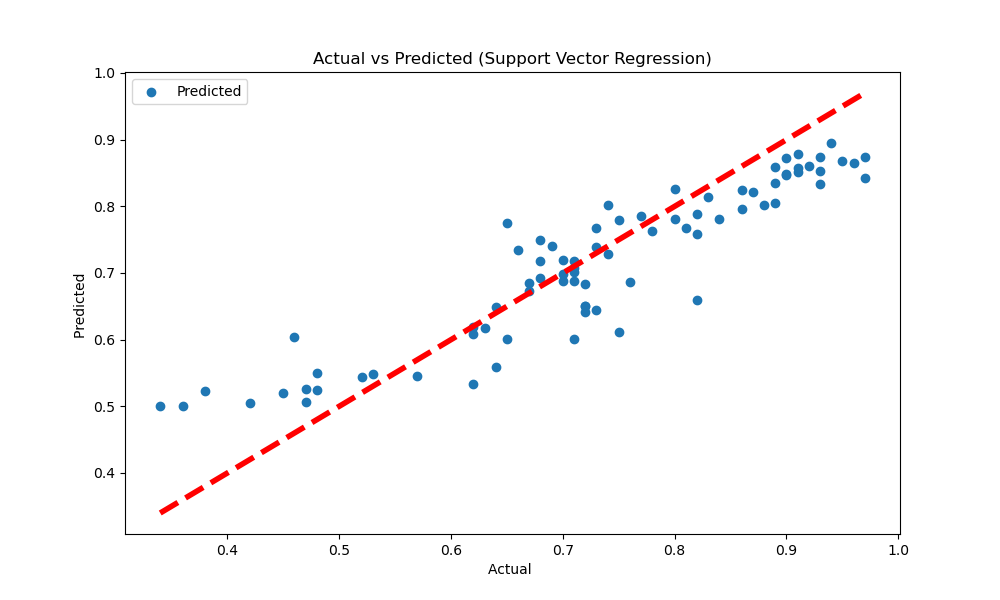 Actual vs Predicted (Support Vector Regression)
Predicted
1.0
0.9
0.8
0.7
0.6
0.5
0.4
Predicted
0.4 0.5 0.6 0.7 0.8 0.9 1.0
Actual